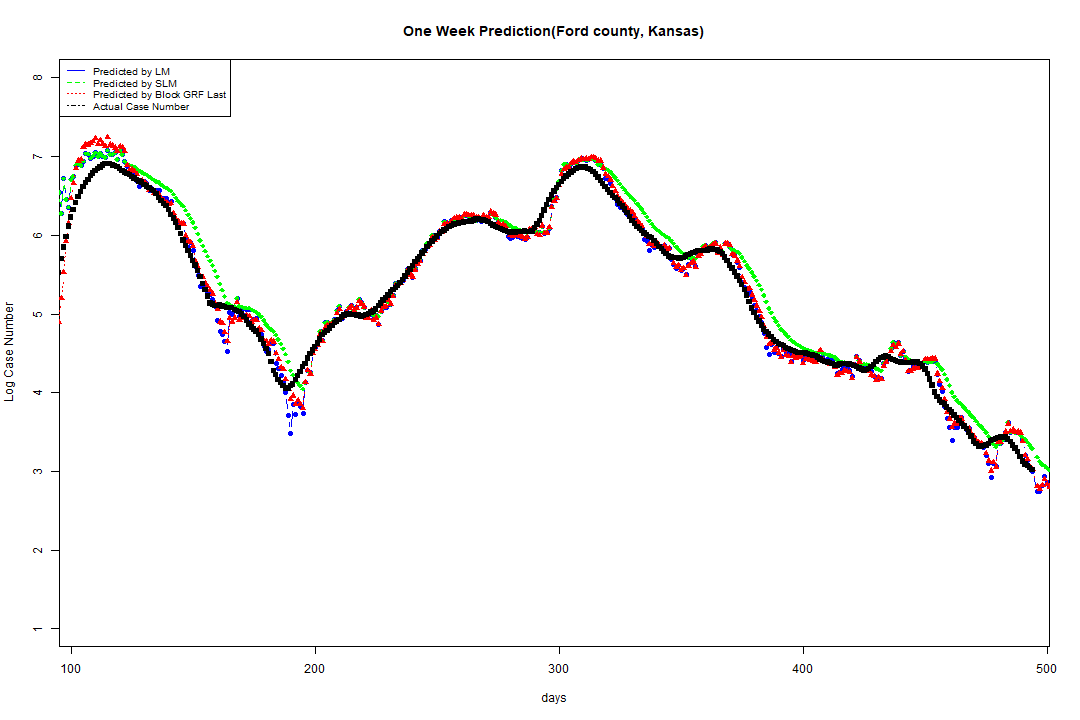 One Week Prediction(Ford county, Kansas)
Predicted by LM
Predicted by SLM
Predicted by Block GRF Last
Actual Case Number
8
7
6
5
4
3
2
1
Log Case Number
100 200 300 400 500
days